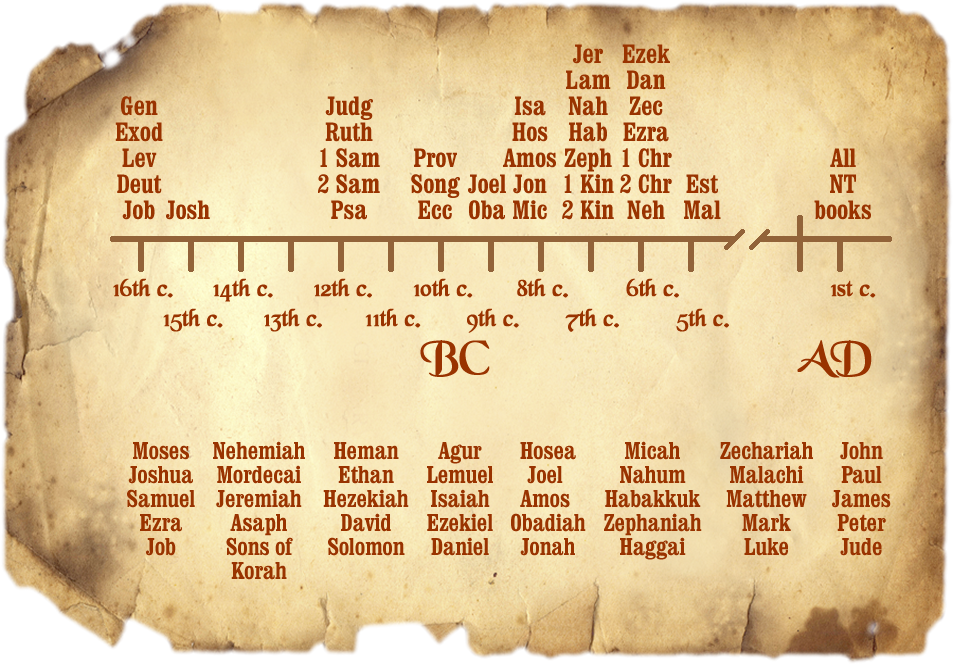 Jer Ezek
Lam Dan
Gen Judg Isa Nah Zec
Exod Ruth Hos Hab Ezra
Lev 1 Sam Prov Amos Zeph 1 Chr All
Deut 2 Sam Song Joel Jon 1 Kin 2 Chr Est NT
Job Josh Psa Ecc Oba Mic 2 Kin Neh Mal books
16th c. 14th c. 12th c. 10th c. 8th c. 6th c. 1st c.
15th c. 13th c. 11th c. 9th c. 7th c. 5th c.
BC AD
Moses Nehemiah Heman Agur Hosea Micah Zechariah John
Joshua Mordecai Ethan Lemuel Joel Nahum Malachi Paul
Samuel Jeremiah Hezekiah Isaiah Amos Habakkuk Matthew James
Ezra Asaph David Ezekiel Obadiah Zephaniah Mark Peter
Job Sons of Solomon Daniel Jonah Haggai Luke Jude
Korah